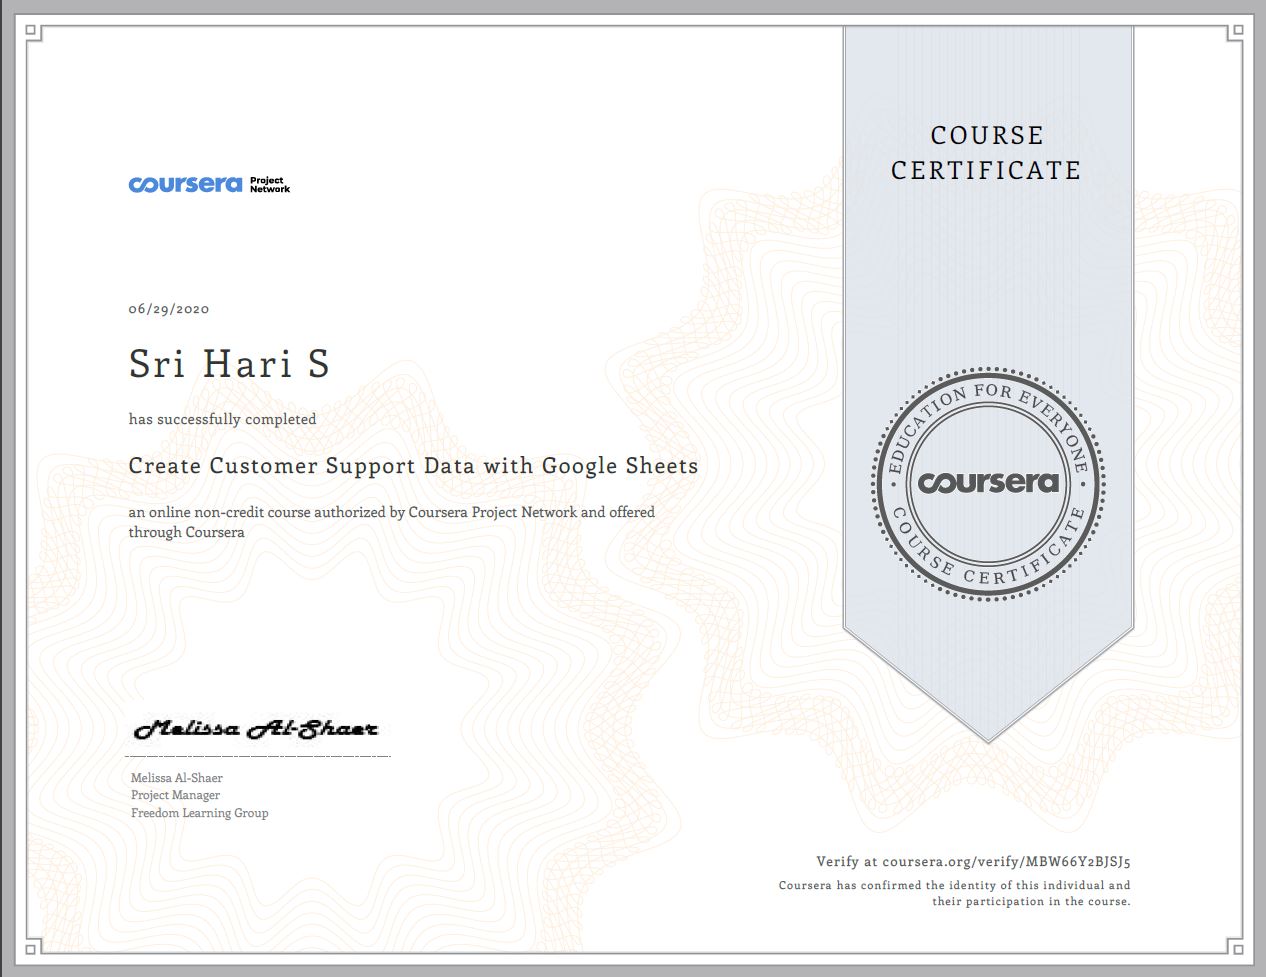 COURSE
CERTIFICATE
coursera
Project
Network
06/29/2020
Sri Hari S
has successfully completed
Create Customer Support Data with Google Sheets
an online non-credit course authorized by Coursera Project Network and offered
through Coursera
EDUCATION FOR EVERYONE
coursera
COURSE CERTIFICATE
Melissa Al-Shaer
Melissa Al-Shaer
Project Manager
Freedom Learning Group
Verify at coursera.org/verify/MBW66Y2BJSJ5
Coursera has confirmed the identity of this individual and
their participation in the course.